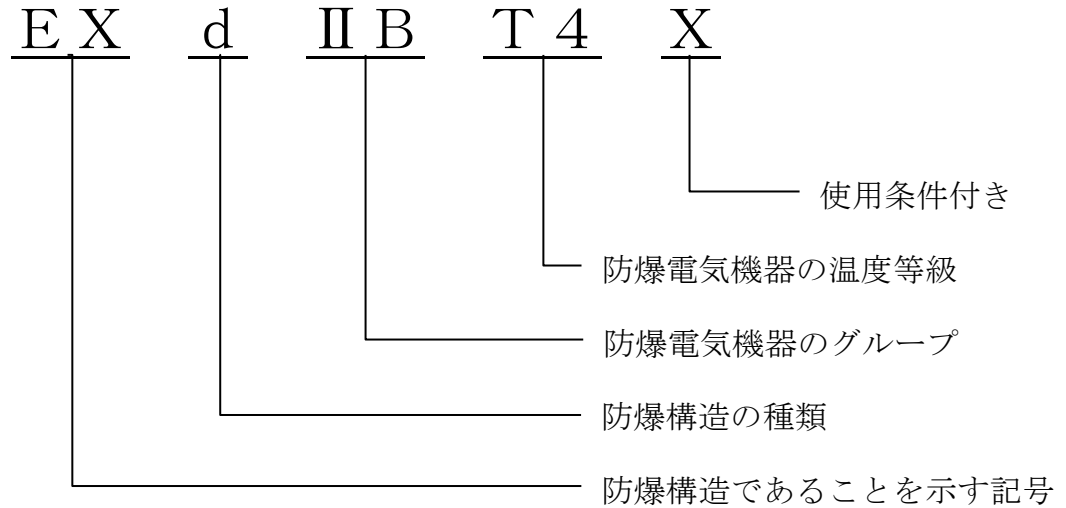 ＥＸ ｄ ⅡＢ Ｔ４ Ｘ
使用条件付き
防爆電気機器の温度等級
防爆電気機器のグループ
防爆構造の種類
防爆構造であることを示す記号